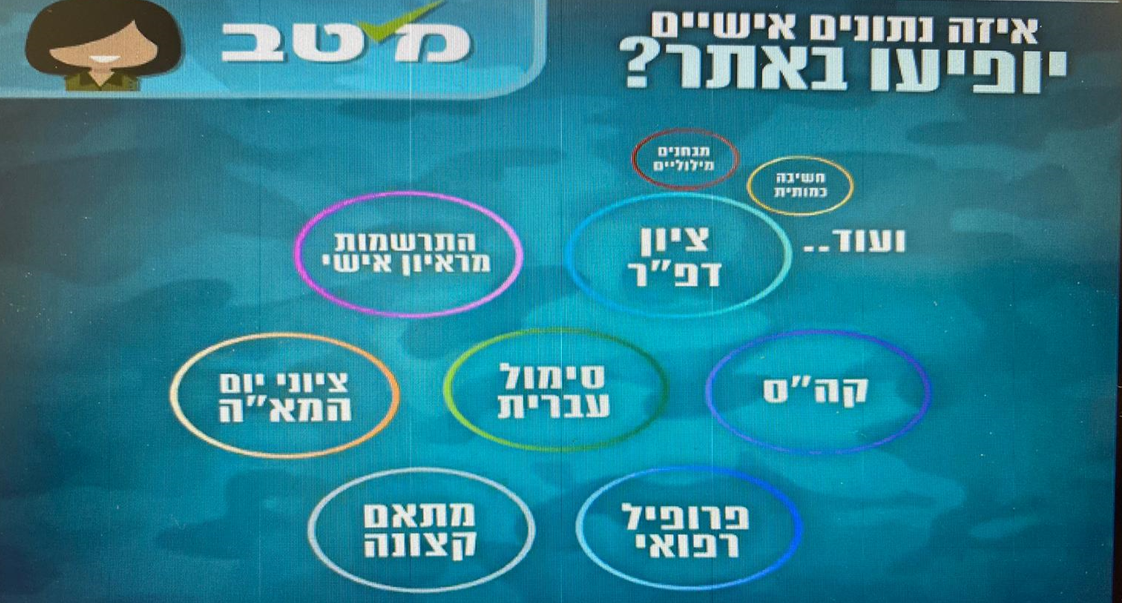 איזה נתונים אישיים
יופיעו באתר?
מיטב
מבחנים
מילוליים
חשיבה
כמותית
ועוד..
ציון
דפ"ר
התרשמות
מראיון אישי
קה"ס
סימול
עברית
ציוני יום
המא"ה
פרופיל
רפואי
מתאם
קצונה